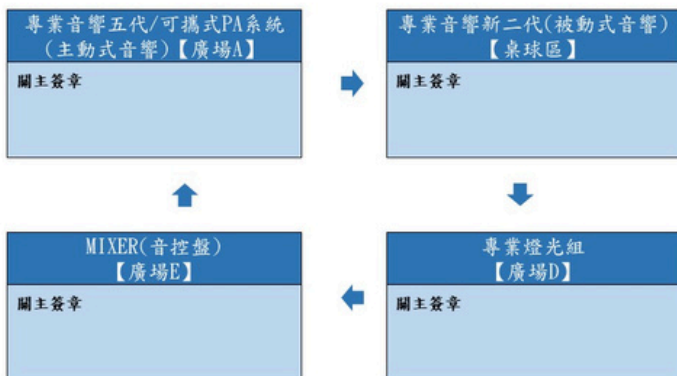 專業音響五代/可攜式PA系統
(主動式音響)【廣場A】
關主簽章
專業音響新二代(被動式音響)
【桌球區】
關主簽章
MIXER(音控盤)
【廣場E】
關主簽章
專業燈光組
【廣場D】
關主簽章